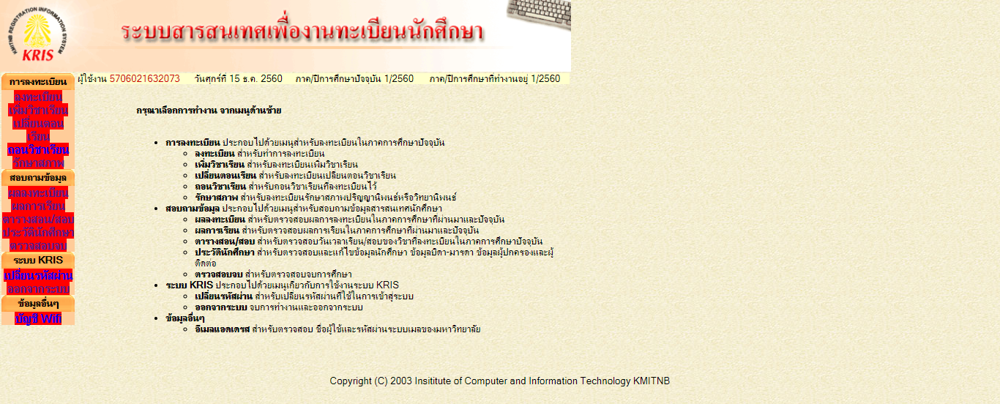 KMITNB REGISTRATION INFORMATION SYSTEM
KRIS
ระบบสารสนเทศเพื่องานทะเบียนนักศึกษา
ผู้ใช้งาน 5706021632073 วันศุกร์ที่ 15 ธ.ค. 2560 ภาค/ปีการศึกษาปัจจุบัน 1/2560 ภาค/ปีการศึกษาที่ทำงานอยู่ 1/2560
การลงทะเบียน
ลงทะเบียน
เพิ่มวิชาเรียน
เปลี่ยนตอน
เรียน
ถอนวิชาเรียน
รักษาสภาพ
สอบถามข้อมูล
ผลลงทะเบียน
ผลการเรียน
ตารางสอน/สอบ
ประวัตินักศึกษา
ตรวจสอบจบ
ระบบ KRIS
เปลี่ยนรหัสผ่าน
ออกจากระบบ
ข้อมูลอื่นๆ
บัญชี Wifi
กรุณาเลือกการทำงาน จากเมนูด้านซ้าย
การลงทะเบียน ประกอบไปด้วยเมนูสำหรับลงทะเบียนในภาคการศึกษาปัจจุบัน
ลงทะเบียน สำหรับทำการลงทะเบียน
เพิ่มวิชาเรียน สำหรับลงทะเบียนเพิ่มวิชาเรียน
เปลี่ยนตอนเรียน สำหรับลงทะเบียนเปลี่ยนตอนวิชาเรียน
ถอนวิชาเรียน สำหรับถอนวิชาเรียนที่ลงทะเบียนไว้
รักษาสภาพ สำหรับลงทะเบียนรักษาสภาพปริญญานิพนธ์หรือวิทยานิพนธ์
สอบถามข้อมูล ประกอบไปด้วยเมนูสำหรับสอบถามข้อมูลสารสนเทศนักศึกษา
ผลลงทะเบียน สำหรับตรวจสอบผลการลงทะเบียนในภาคการศึกษาที่ผ่านมาและปัจจุบัน
ผลการเรียน สำหรับตรวจสอบผลการเรียนในภาคการศึกษาที่ผ่านมาและปัจจุบัน
ตารางสอน/สอบ สำหรับตรวจสอบวันเวลาเรียน/สอบของวิชาที่ลงทะเบียนในภาคการศึกษาปัจจุบัน
ประวัตินักศึกษา สำหรับตรวจสอบและแก้ไขข้อมูลนักศึกษา ข้อมูลบิดา-มารดา ข้อมูลผู้ปกครองและผู้
ติดต่อ
ตรวจสอบจบ สำหรับตรวจสอบจบการศึกษา
ระบบ KRIS ประกอบไปด้วยเมนูเกี่ยวกับการใช้งานระบบ KRIS
เปลี่ยนรหัสผ่าน สำหรับเปลี่ยนรหัสผ่านที่ใช้ในการเข้าสู่ระบบ
ออกจากระบบ จบการทำงานและออกจากระบบ
ข้อมูลอื่นๆ
อีเมลแอดเดรส สำหรับตรวจสอบ ชื่อผู้ใช้และรหัสผ่านระบบเมลของมหาวิทยาลัย
Copyright (C) 2003 Insititute of Computer and Information Technology KMITNB